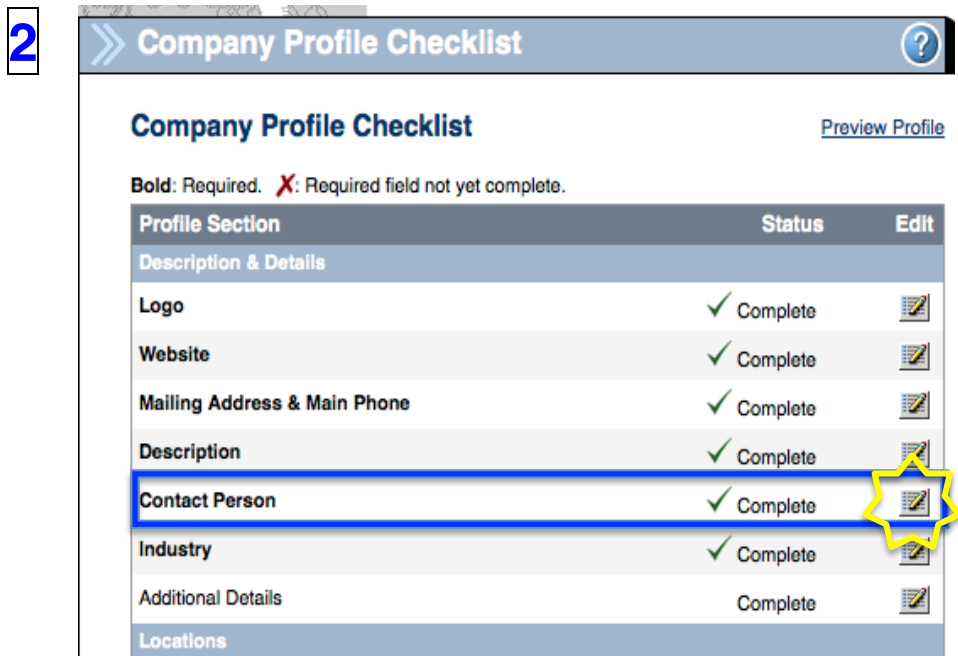 2
Company Profile Checklist ?
Company Profile Checklist Preview Profile
Bold: Required. ✗: Required field not yet complete.
Profile Section Status Edit
Description & Details
Logo ✓ Complete
Website ✓ Complete
Mailing Address & Main Phone ✓ Complete
Description ✓ Complete
Contact Person ✓ Complete
Industry ✓ Complete
Additional Details Complete
Locations